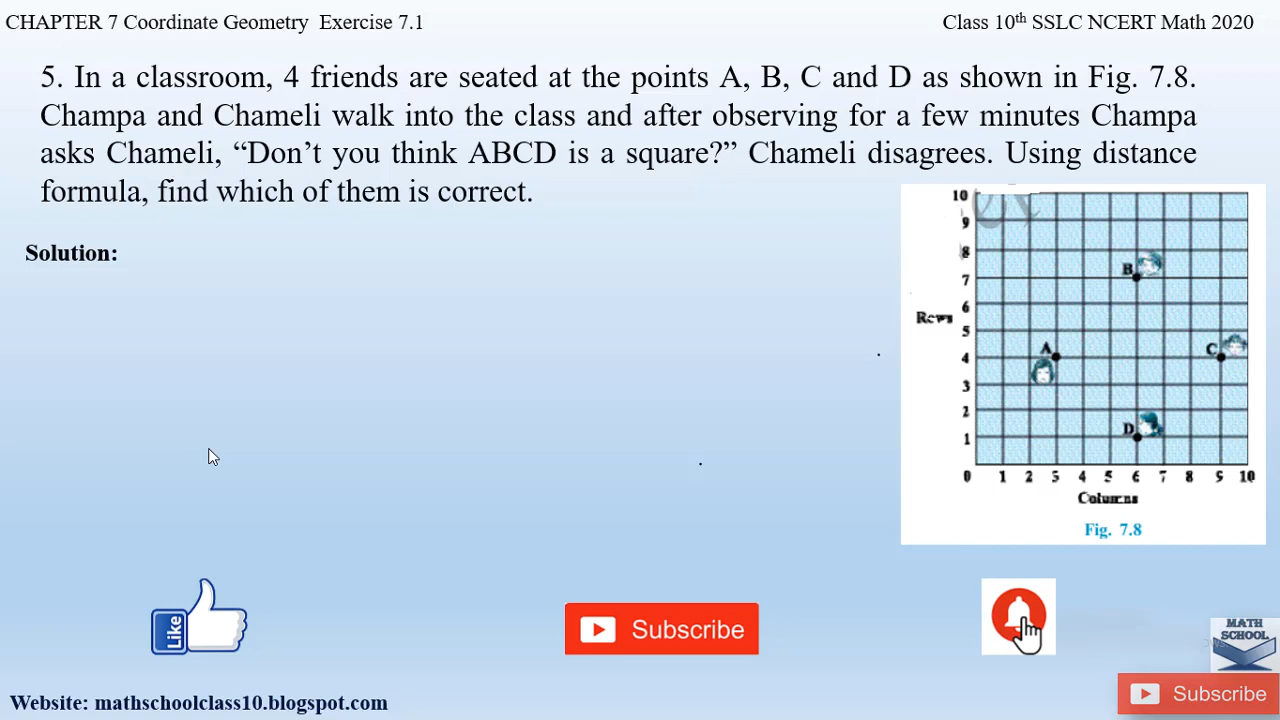 CHAPTER 7 Coordinate Geometry Exercise 7.1
Class 10th SSLC NCERT Math 2020
5. In a classroom, 4 friends are seated at the points A, B, C and D as shown in Fig. 7.8.
Champa and Chameli walk into the class and after observing for a few minutes Champa
asks Chameli, “Don’t you think ABCD is a square?” Chameli disagrees. Using distance
formula, find which of them is correct.
Solution:
10
9
8
7
6
5
4
3
2
1
Rows
B
A
C
D
0 1 2 3 4 5 6 7 8 9 10
Columns
Fig. 7.8
Like
Subscribe
MATH
SCHOOL
Subscribe
Website: mathschoolclass10.blogspot.com